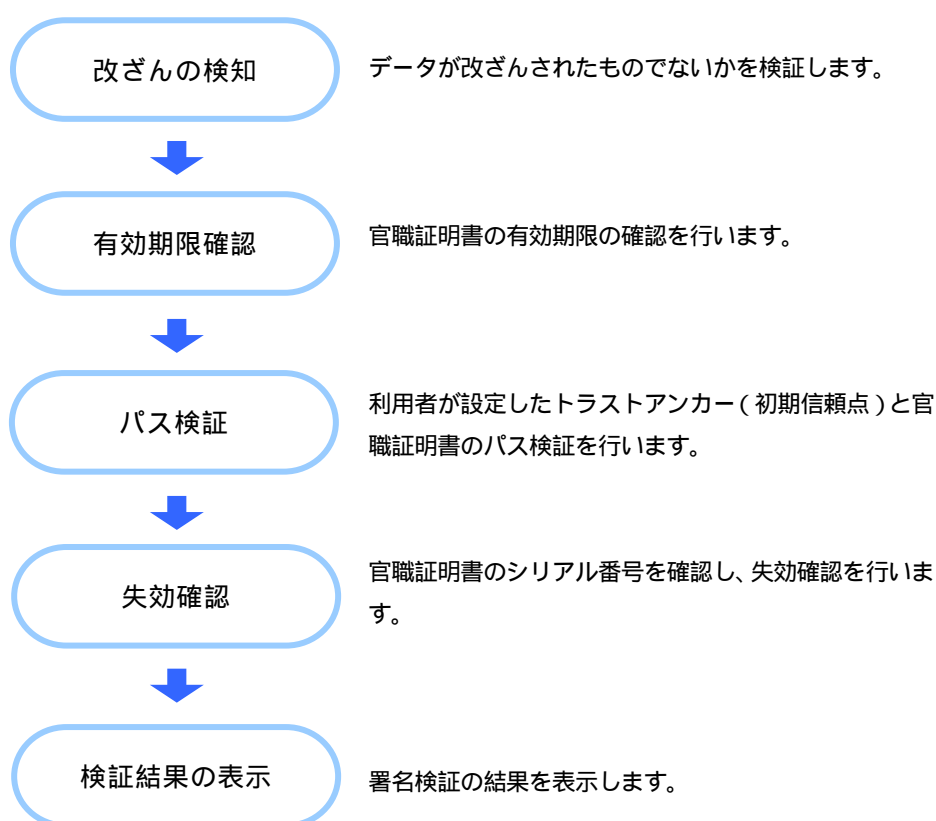 改ざんの検知
データが改ざんされたものでないかを検証します。
有効期限確認
官職証明書の有効期限の確認を行います。
パス検証
利用者が設定したトラストアンカー(初期信頼点)と官
職証明書のパス検証を行います。
失効確認
官職証明書のシリアル番号を確認し、失効確認を行いま
す。
検証結果の表示
署名検証の結果を表示します。